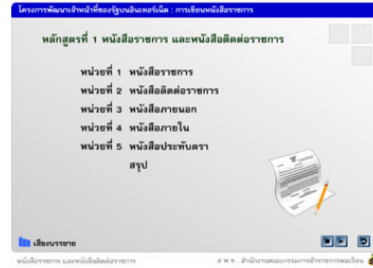 โครงการพัฒนาเจ้าหน้าที่ของรัฐบนอินเทอร์เน็ต : การเขียนหนังสือราชการ
หลักสูตรที่ 1 หนังสือราชการ และหนังสือติดต่อราชการ
หน่วยที่ 1 หนังสือราชการ
หน่วยที่ 2 หนังสือติดต่อราชการ
หน่วยที่ 3 หนังสือภายนอก
หน่วยที่ 4 หนังสือภายใน
หน่วยที่ 5 หนังสือประทับตรา
สรุป
เสียงบรรยาย
หนังสือราชการ และหนังสือติดต่อราชการ
ส พ ข . สำนักงานคณะกรรมการข้าราชการพลเรือน